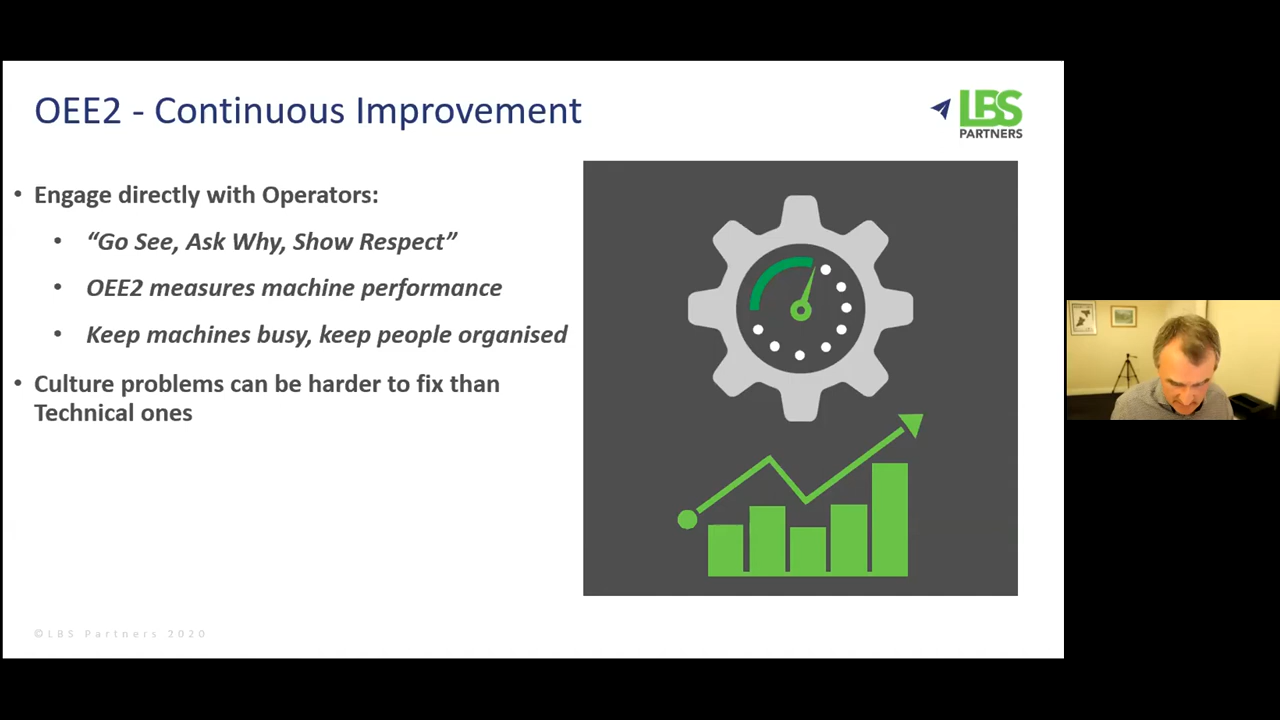 OEE2 - Continuous Improvement
LBS
PARTNERS
• Engage directly with Operators:
• “Go See, Ask Why, Show Respect”
• OEE2 measures machine performance
• Keep machines busy, keep people organised
• Culture problems can be harder to fix than
Technical ones
©LBS Partners 2020